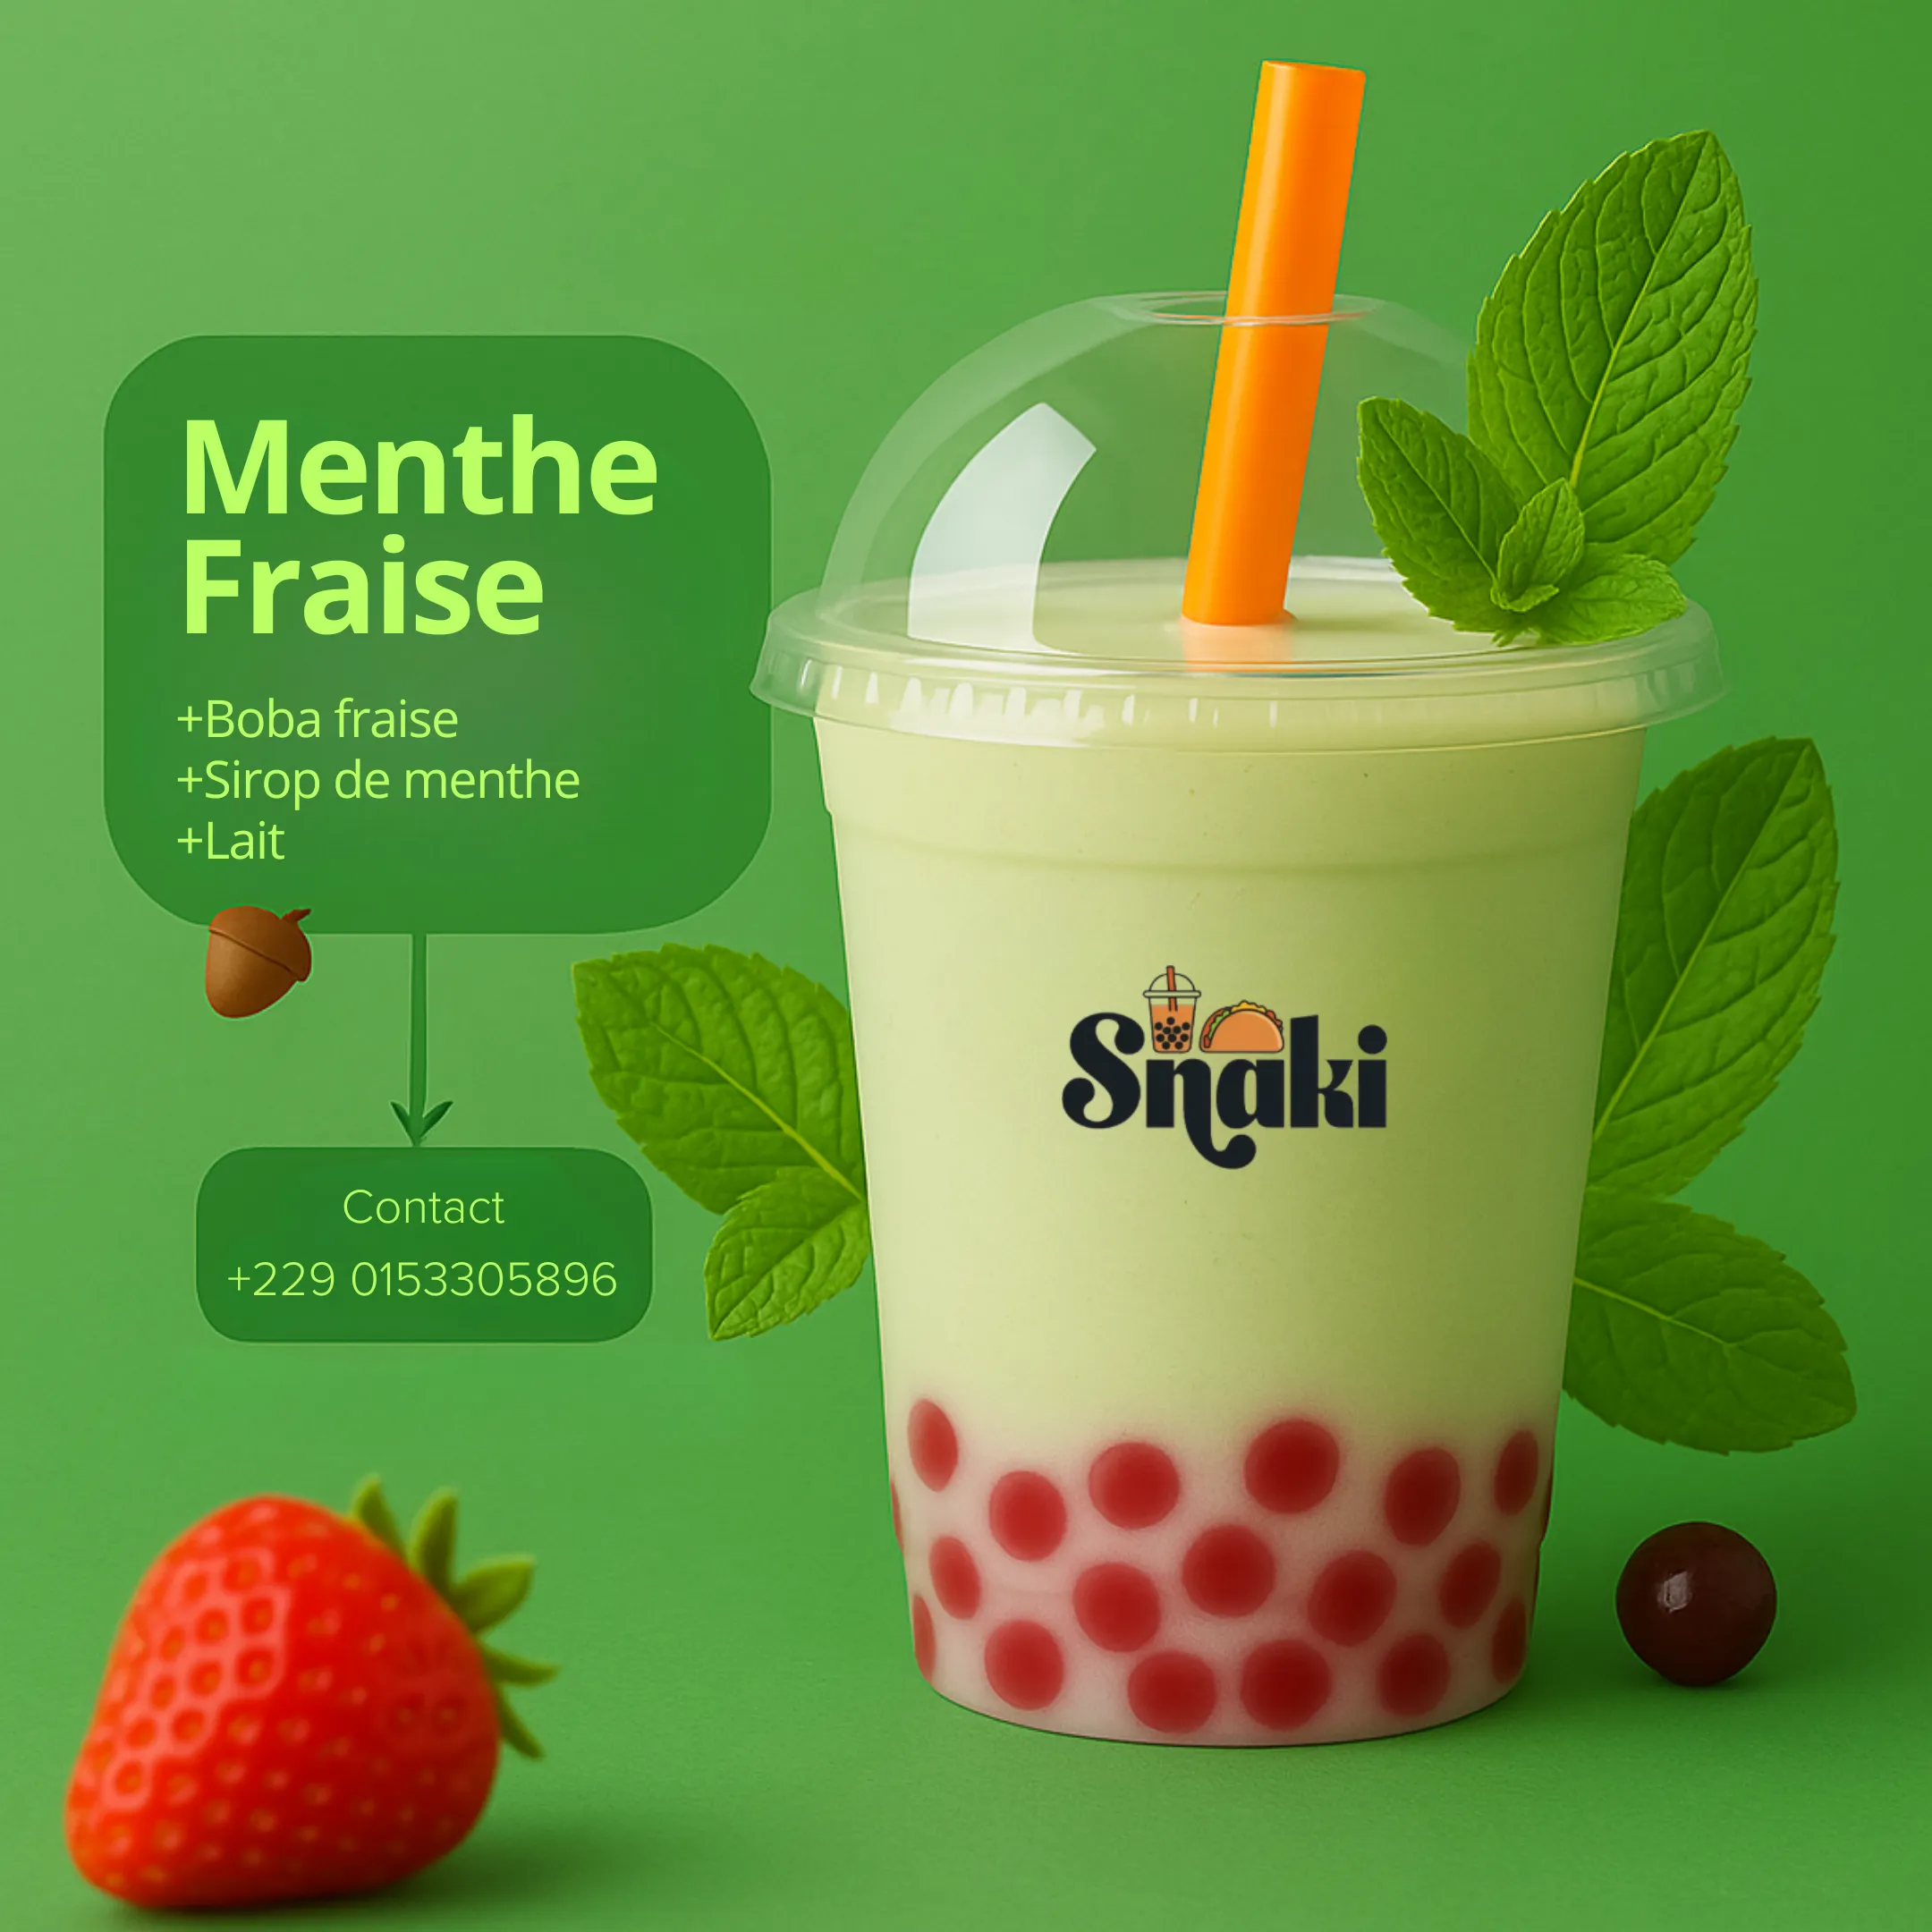 Menthe
Fraise
+Boba fraise
+Sirop de menthe
+Lait
Contact
+229 0153305896
Snaki